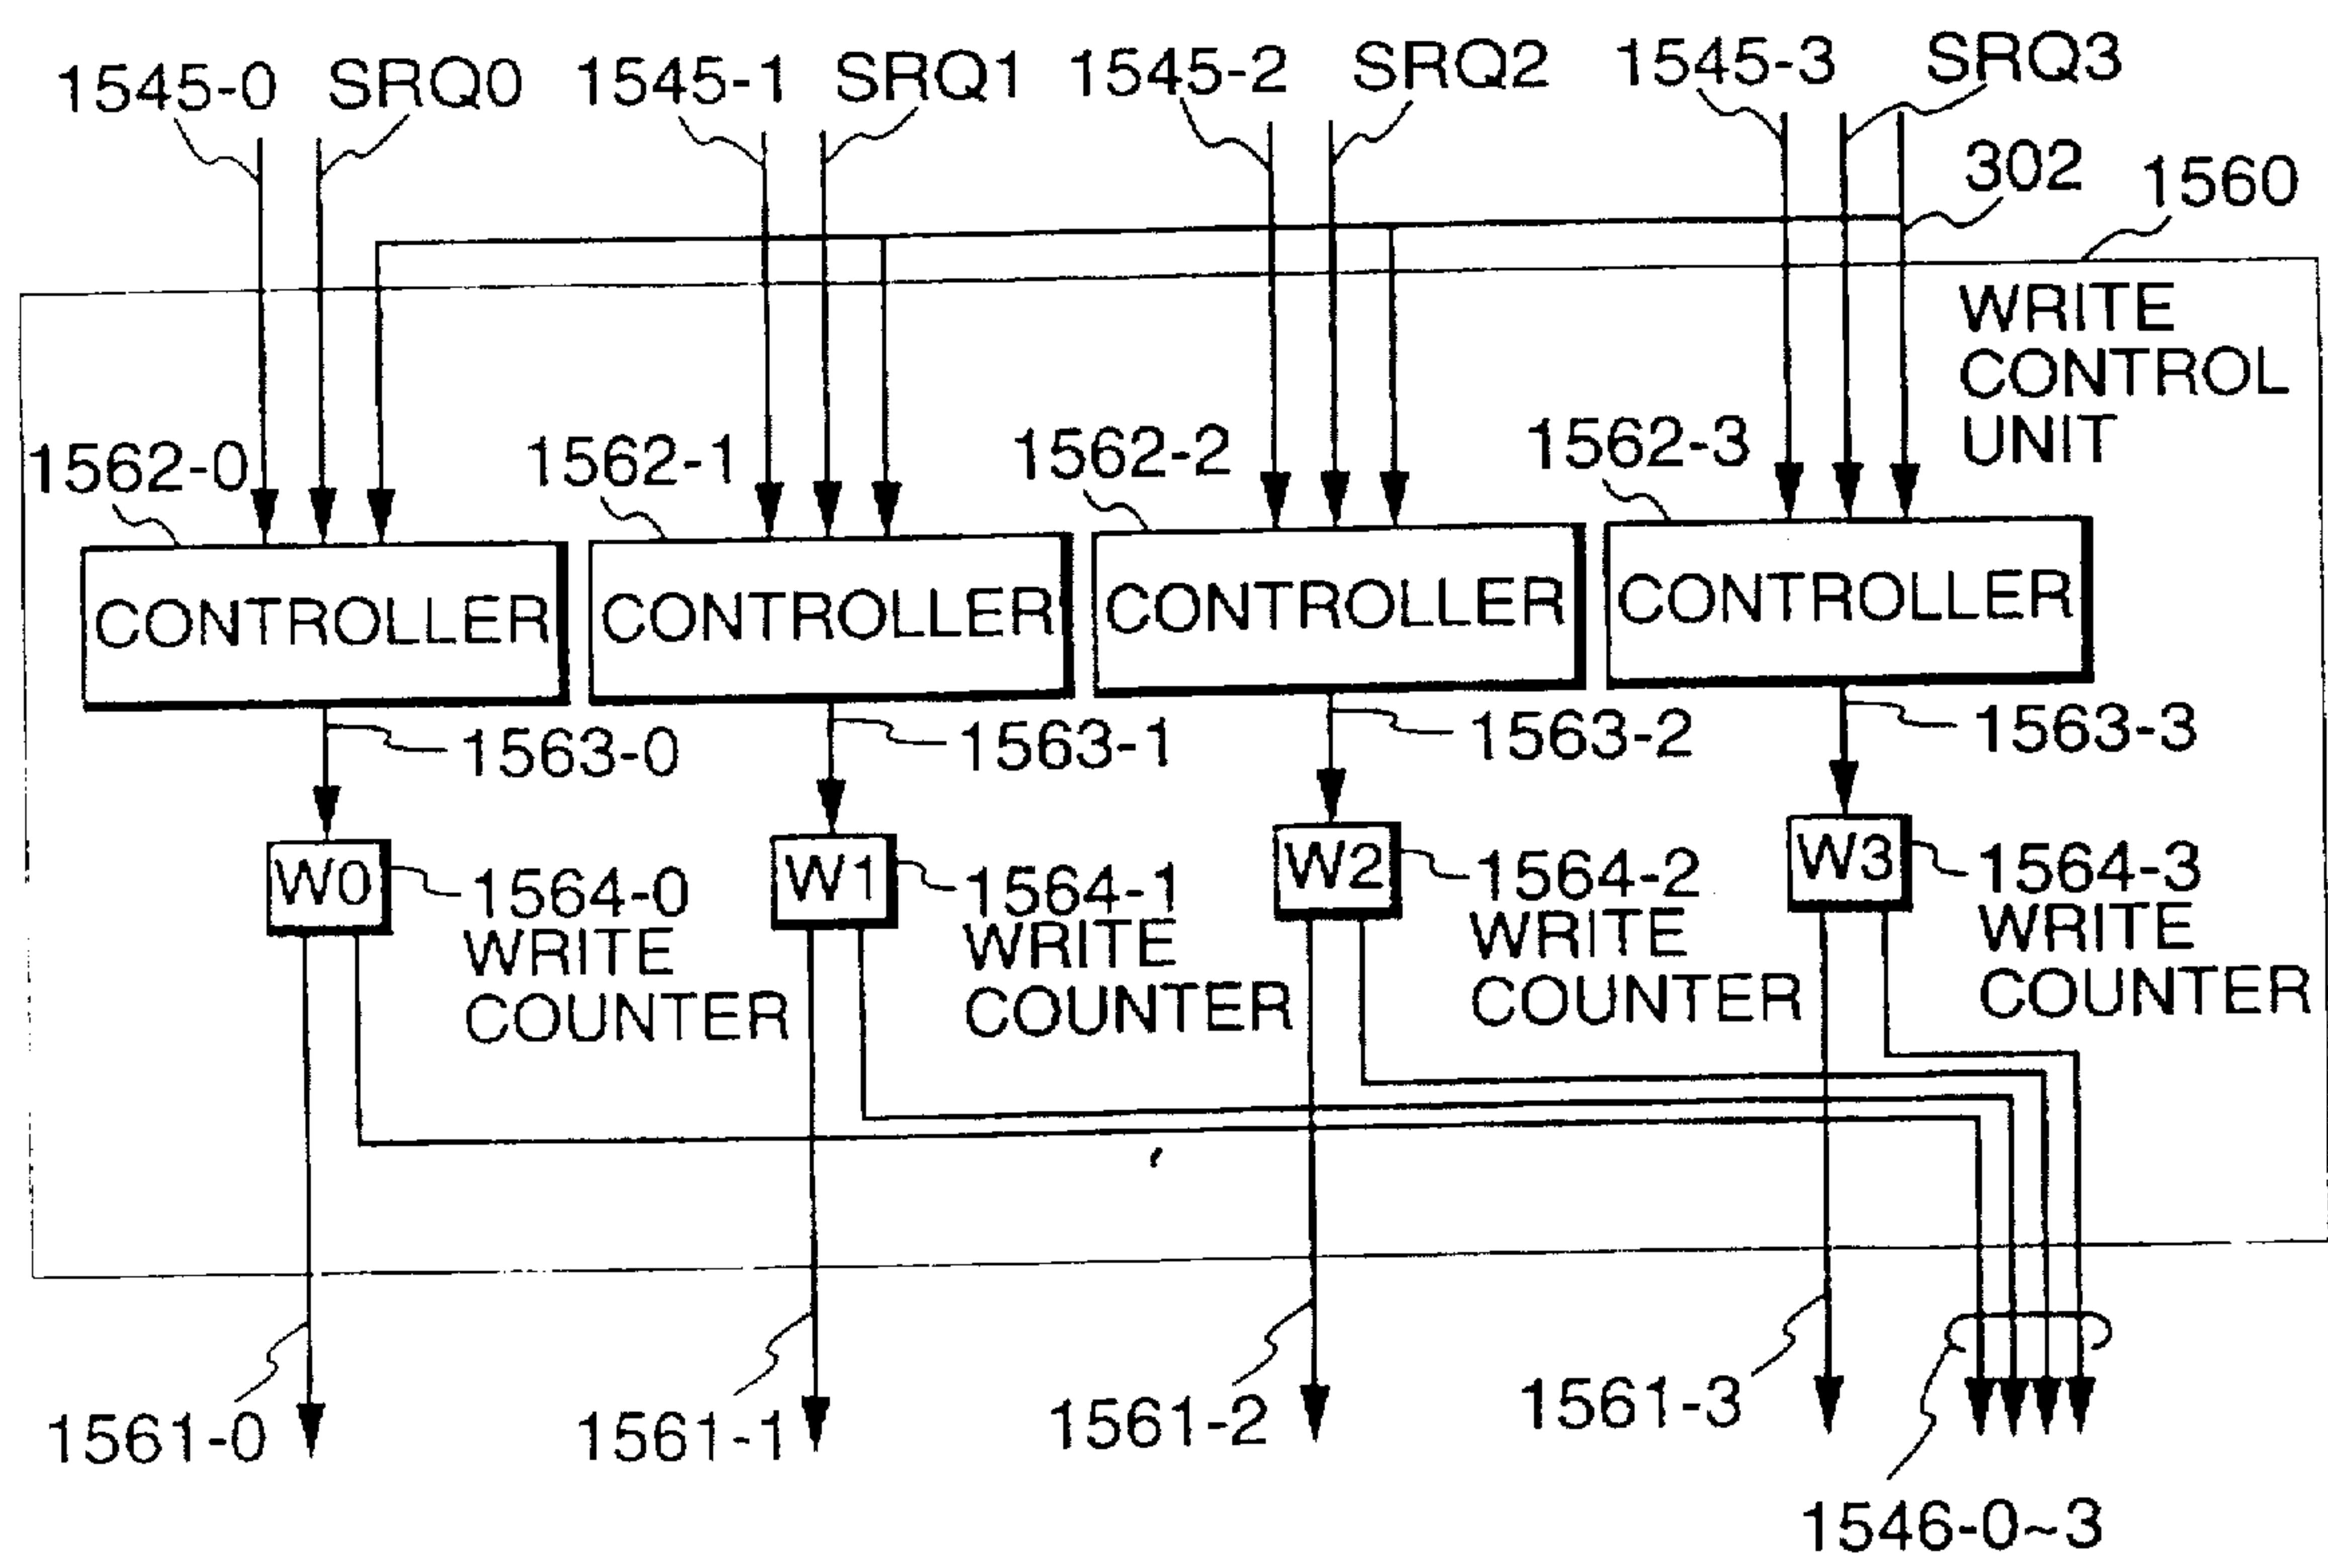 1545-0 SRQ0 1545-1 SRQ1 1545-2 SRQ2 1545-3 SRQ3
302
1560
WRITE
CONTROL
UNIT
1562-0 1562-1 1562-2 1562-3
CONTROLLER CONTROLLER CONTROLLER CONTROLLER
1563-0 1563-1 1563-2 1563-3
W0 W1 W2 W3
1564-0 1564-1 1564-2 1564-3
WRITE WRITE WRITE WRITE
COUNTER COUNTER COUNTER COUNTER
1561-0 1561-1 1561-2 1561-3
1546-0~3